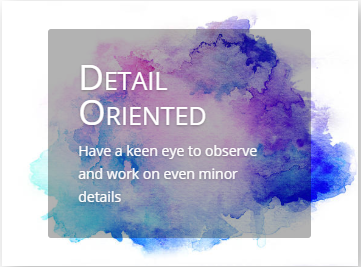 Detail
Oriented
Have a keen eye to observe
and work on even minor
details